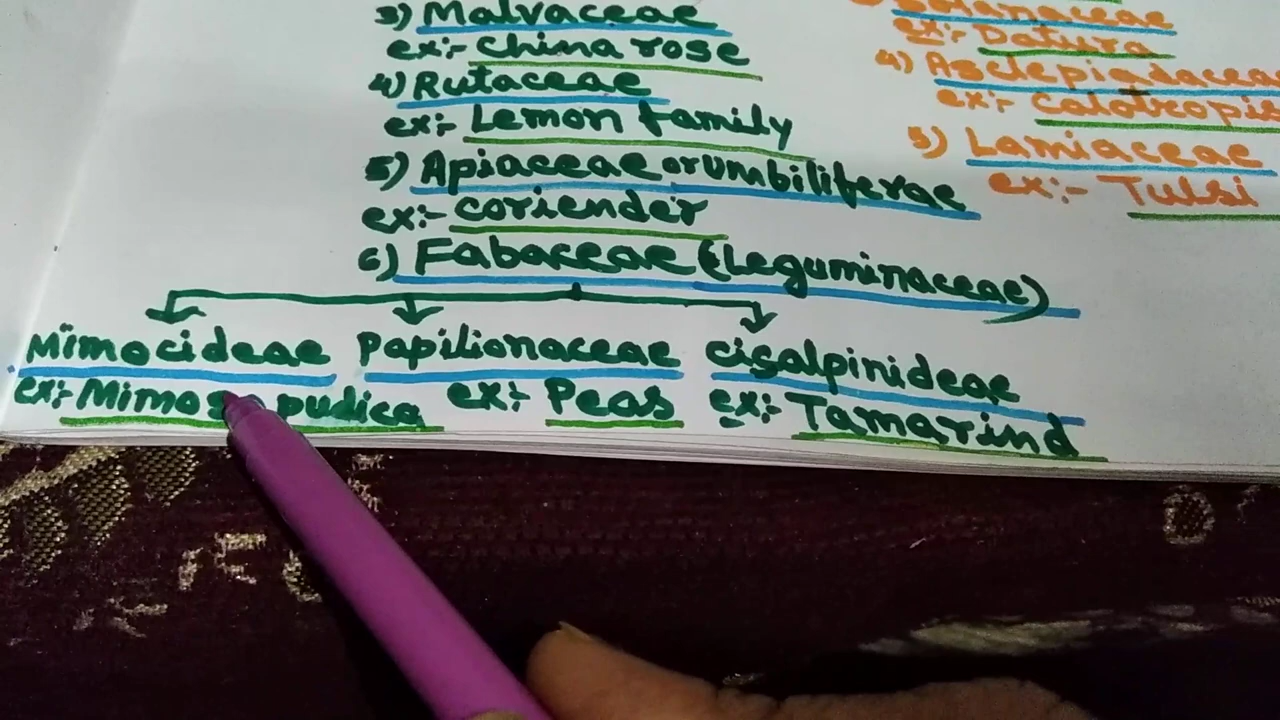 3) Malvaceae
ex:- China rose
4) Rutaceae
ex:- Lemon family
5) Apiaceae or Umbiliferae
ex:- coriender
6) Fabaceae (Leguminaceae)
Mimocideae Papilionaceae cisalpinideae
ex:- Mimosa pudica ex:- Peas ex:- Tamarind
Solanaceae
ex:- Datura
4) Asclepiadaceae
ex:- Calotropis
5) Lamiaceae
ex:- Tulsi